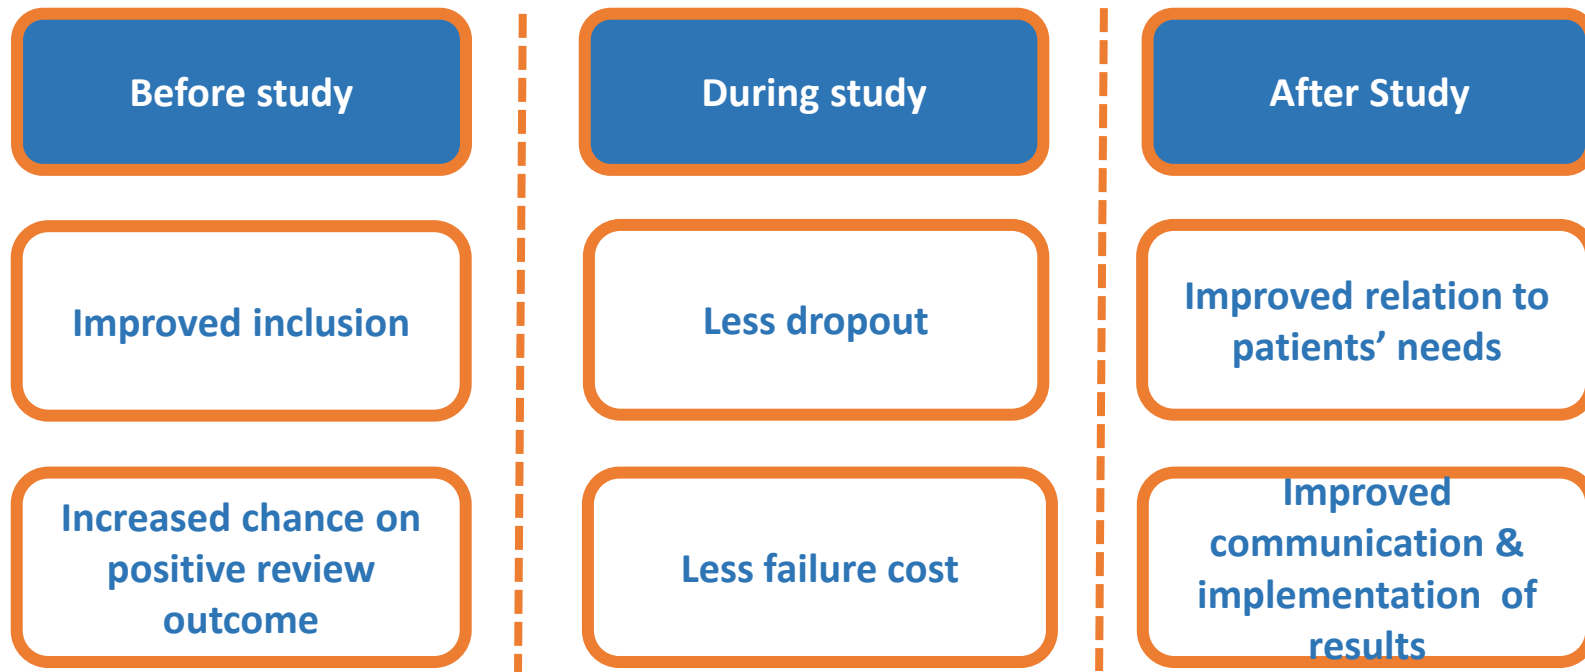 Before study
During study
After Study
Improved inclusion
Less dropout
Improved relation to
patients’ needs
Increased chance on
positive review
outcome
Less failure cost
Improved
communication &
implementation  of
results